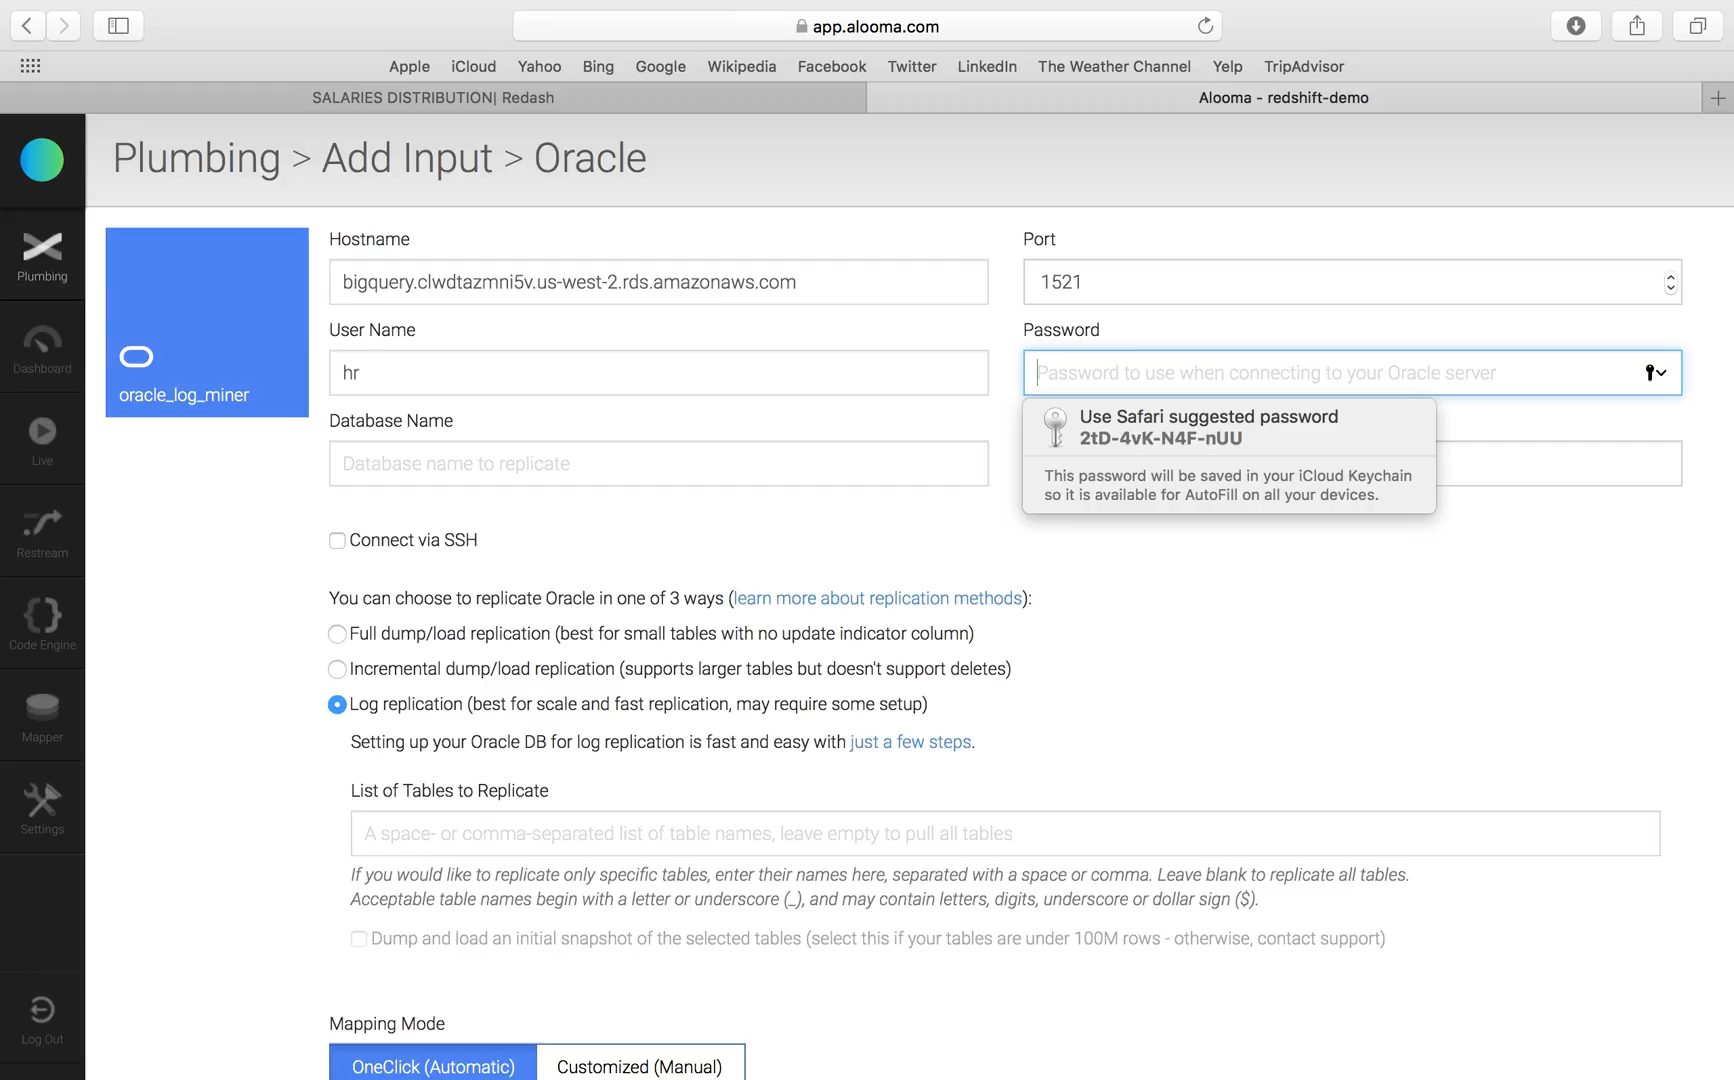 app.alooma.com
Apple iCloud Yahoo Bing Google Wikipedia Facebook Twitter LinkedIn The Weather Channel Yelp TripAdvisor
SALARIES DISTRIBUTION| Redash
Alooma - redshift-demo
Plumbing > Add Input > Oracle
Plumbing
Dashboard
Live
Restream
Code Engine
Mapper
Settings
Log Out
oracle_log_miner
Hostname
bigquery.clwdtazmni5v.us-west-2.rds.amazonaws.com
Port
1521
User Name
hr
Password
Password to use when connecting to your Oracle server
Use Safari suggested password
2tD-4vK-N4F-nUU
This password will be saved in your iCloud Keychain
so it is available for AutoFill on all your devices.
Database Name
Database name to replicate
Connect via SSH
You can choose to replicate Oracle in one of 3 ways (learn more about replication methods):
Full dump/load replication (best for small tables with no update indicator column)
Incremental dump/load replication (supports larger tables but doesn't support deletes)
Log replication (best for scale and fast replication, may require some setup)
Setting up your Oracle DB for log replication is fast and easy with just a few steps.
List of Tables to Replicate
A space- or comma-separated list of table names, leave empty to pull all tables
If you would like to replicate only specific tables, enter their names here, separated with a space or comma. Leave blank to replicate all tables.
Acceptable table names begin with a letter or underscore (_), and may contain letters, digits, underscore or dollar sign ($).
Dump and load an initial snapshot of the selected tables (select this if your tables are under 100M rows - otherwise, contact support)
Mapping Mode
OneClick (Automatic)
Customized (Manual)